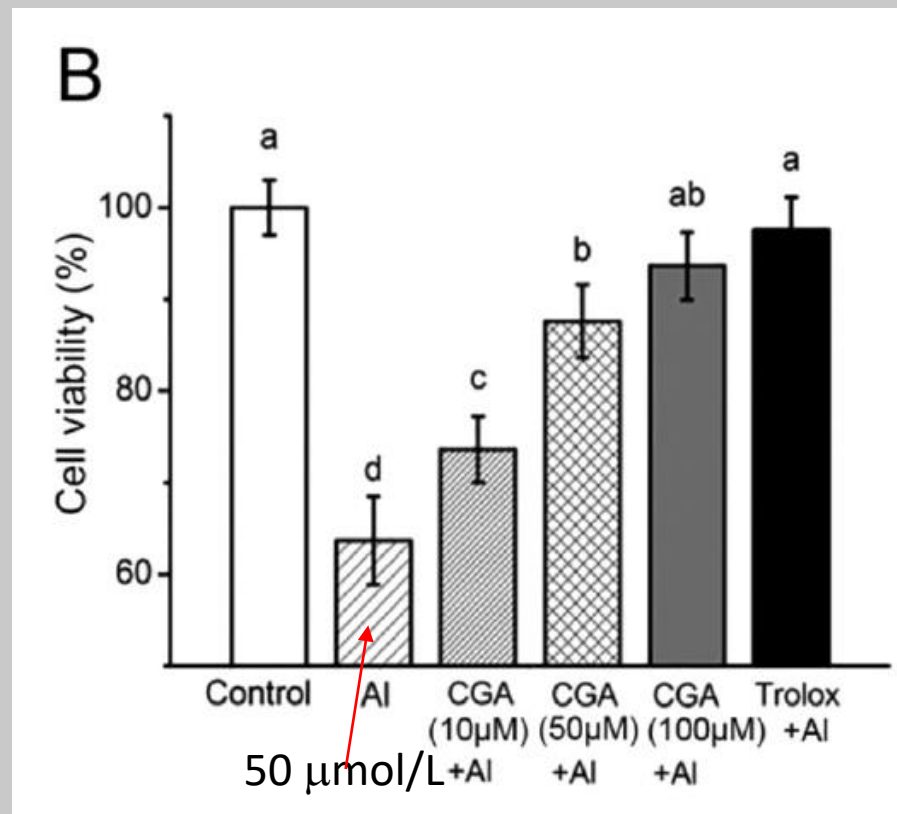 B
Cell viability (%)
100
80
60
a
d
c
b
ab
a
Control
Al
CGA
(10μM)
+Al
CGA
(50μM)
+Al
CGA
(100μM)
+Al
Trolox
+Al
50 μmol/L